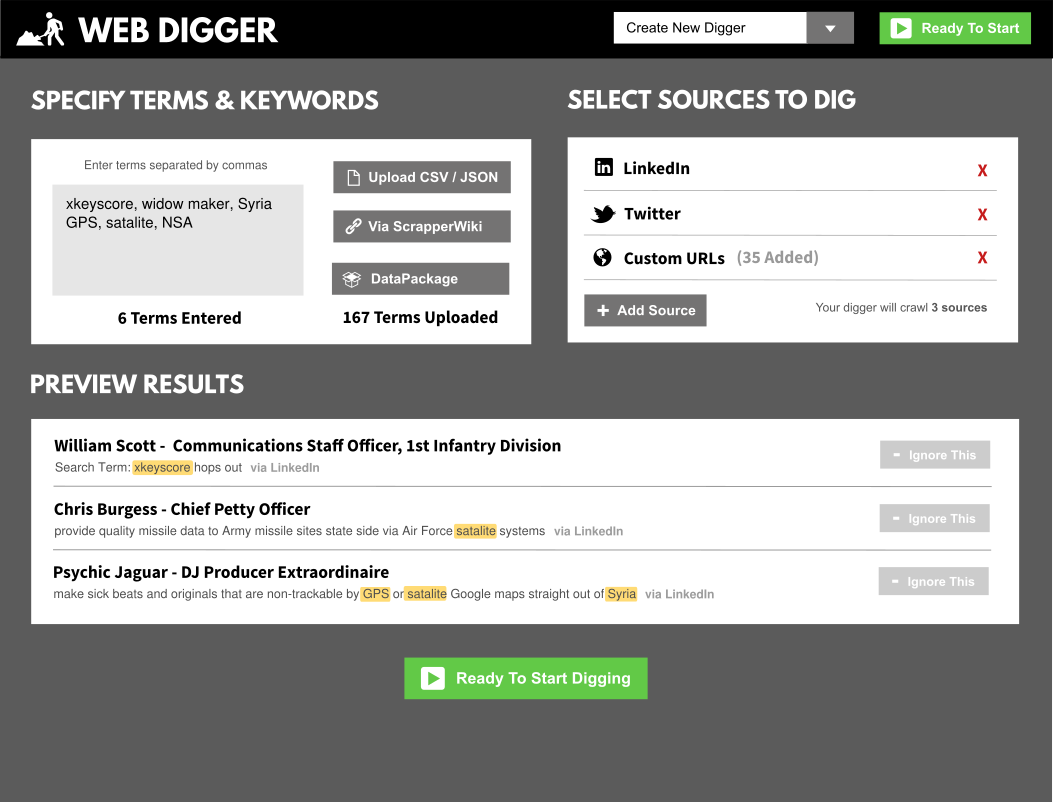 WEB DIGGER
Create New Digger
Ready To Start
SPECIFY TERMS & KEYWORDS
Enter terms separated by commas
xkeyscore, widow maker, Syria
GPS, satalite, NSA
6 Terms Entered
Upload CSV / JSON
Via ScrapperWiki
DataPackage
167 Terms Uploaded
SELECT SOURCES TO DIG
LinkedIn X
Twitter X
Custom URLs (35 Added) X
+ Add Source
Your digger will crawl 3 sources
PREVIEW RESULTS
William Scott - Communications Staff Officer, 1st Infantry Division
Search Term: xkeyscore hops out via LinkedIn
- Ignore This
Chris Burgess - Chief Petty Officer
provide quality missile data to Army missile sites state side via Air Force satalite systems via LinkedIn
- Ignore This
Psychic Jaguar - DJ Producer Extraordinaire
make sick beats and originals that are non-trackable by GPS or satalite Google maps straight out of Syria via LinkedIn
- Ignore This
Ready To Start Digging